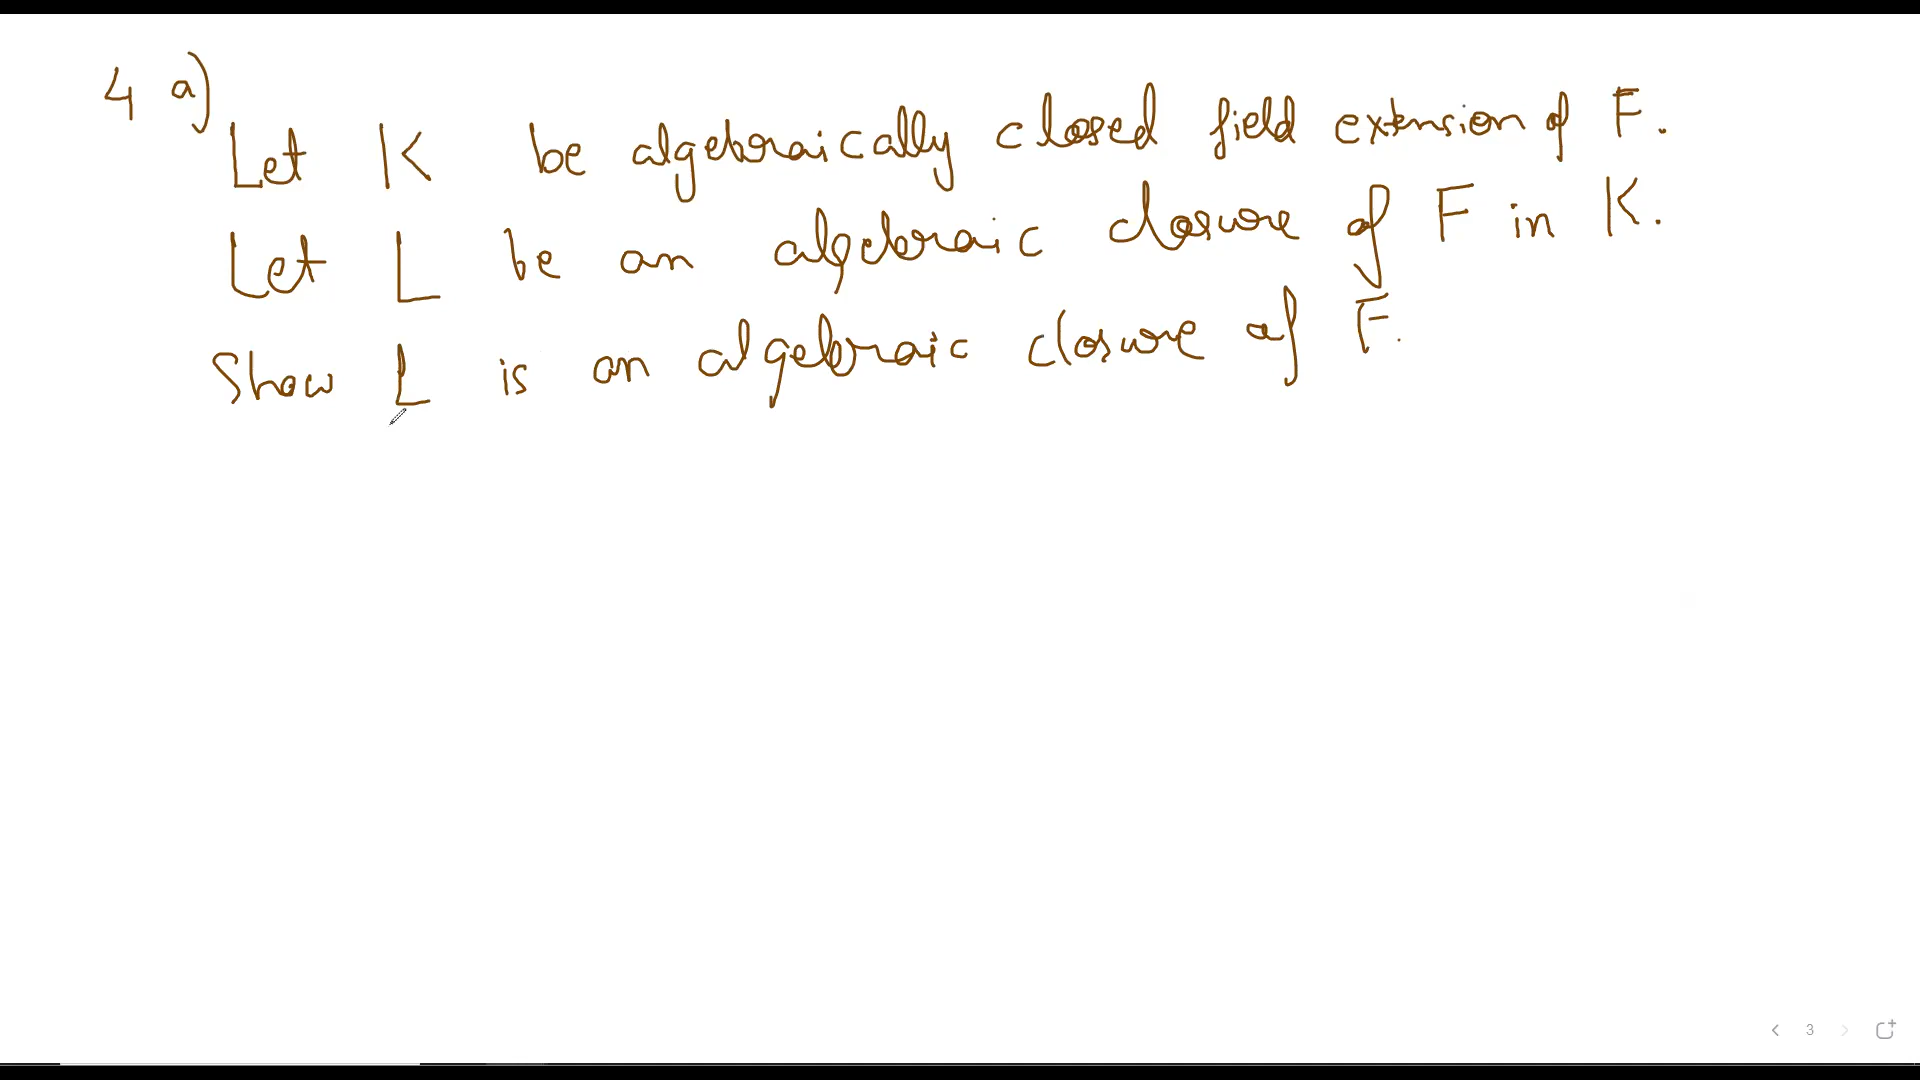 4 a)
Let K be algebraically closed field extension of F.
Let L be an algebraic closure of F in K.
Show L is an algebraic closure of F.
3